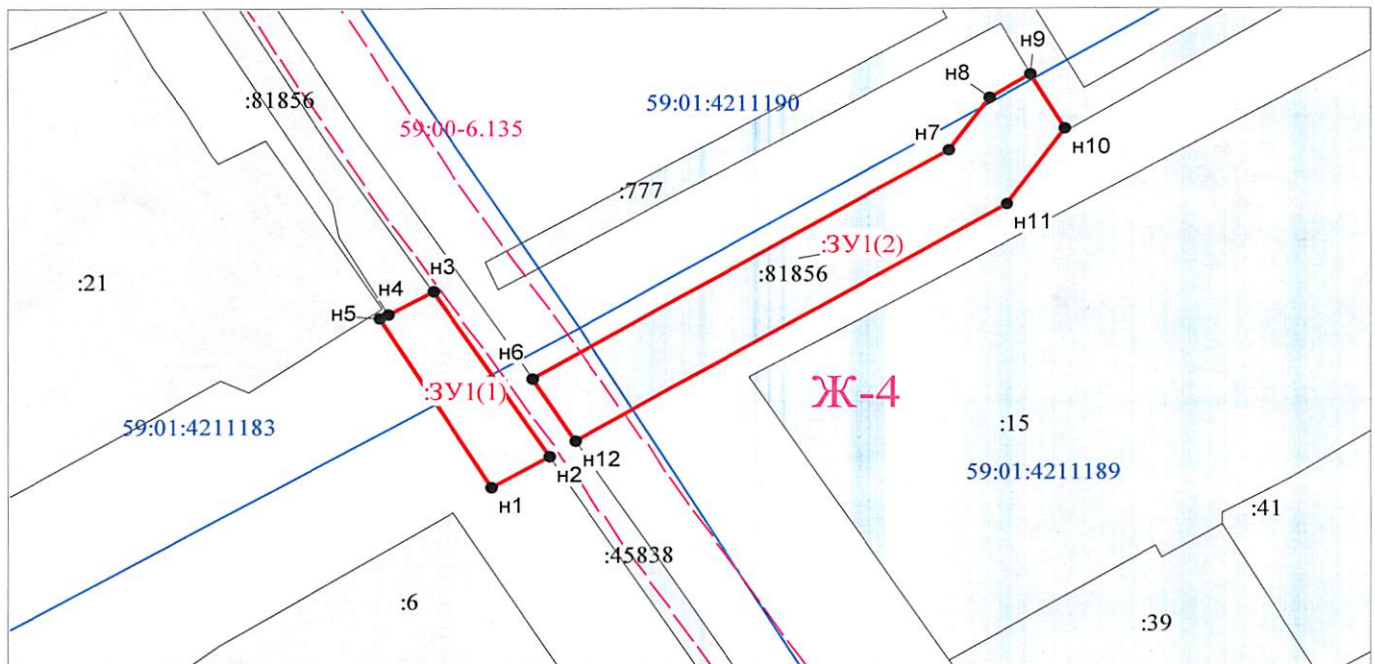 н9
н8
:81856
59:01:4211190
59:00-6.135
н7
н10
:777
н11
:ЗУ1(2)
:81856
:21
н3
н4
н5
н6
:ЗУ1(1)
Ж-4
59:01:4211183
:15
н12
н2
59:01:4211189
н1
:41
:45838
:6
:39